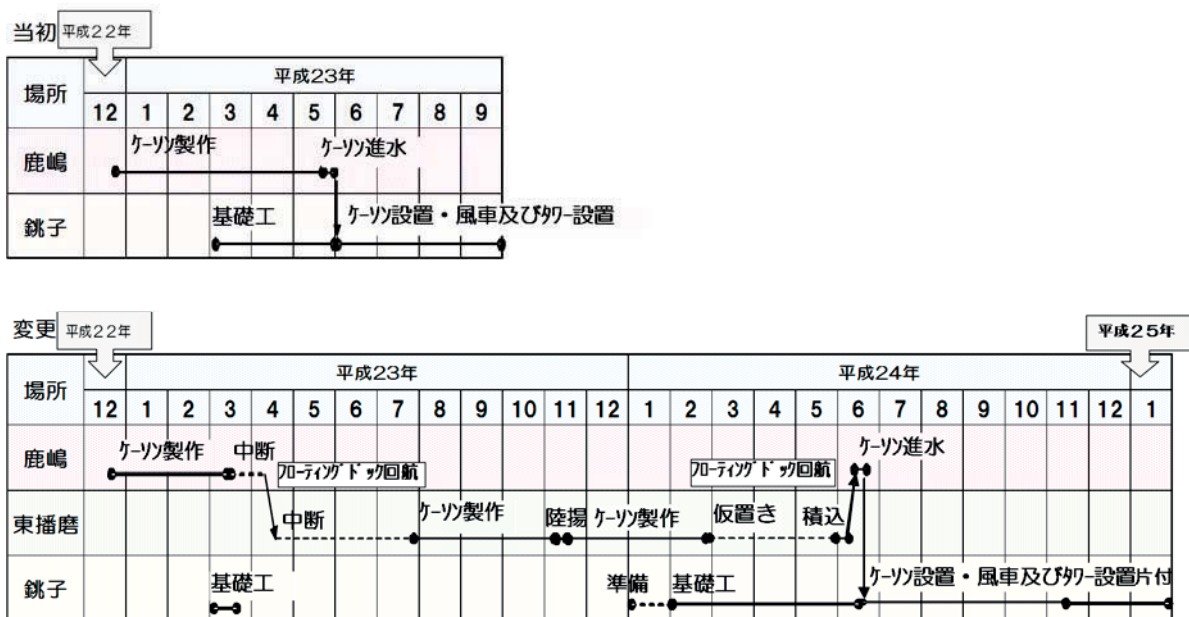 当初 平成22年
場所 平成23年
12 1 2 3 4 5 6 7 8 9
鹿嶋 ケーソン製作 ケーソン進水
銚子 基礎工 ケーソン設置・風車及びタワー設置
変更 平成22年 平成25年
場所 平成23年 平成24年
12 1 2 3 4 5 6 7 8 9 10 11 12 1 2 3 4 5 6 7 8 9 10 11 12 1
鹿嶋 ケーソン製作 中断 フローティングドック回航 フローティングドック回航 ケーソン進水
東播磨 中断 ケーソン製作 陸揚 ケーソン製作 仮置き 積込
銚子 基礎工 準備 基礎工 ケーソン設置・風車及びタワー設置片付